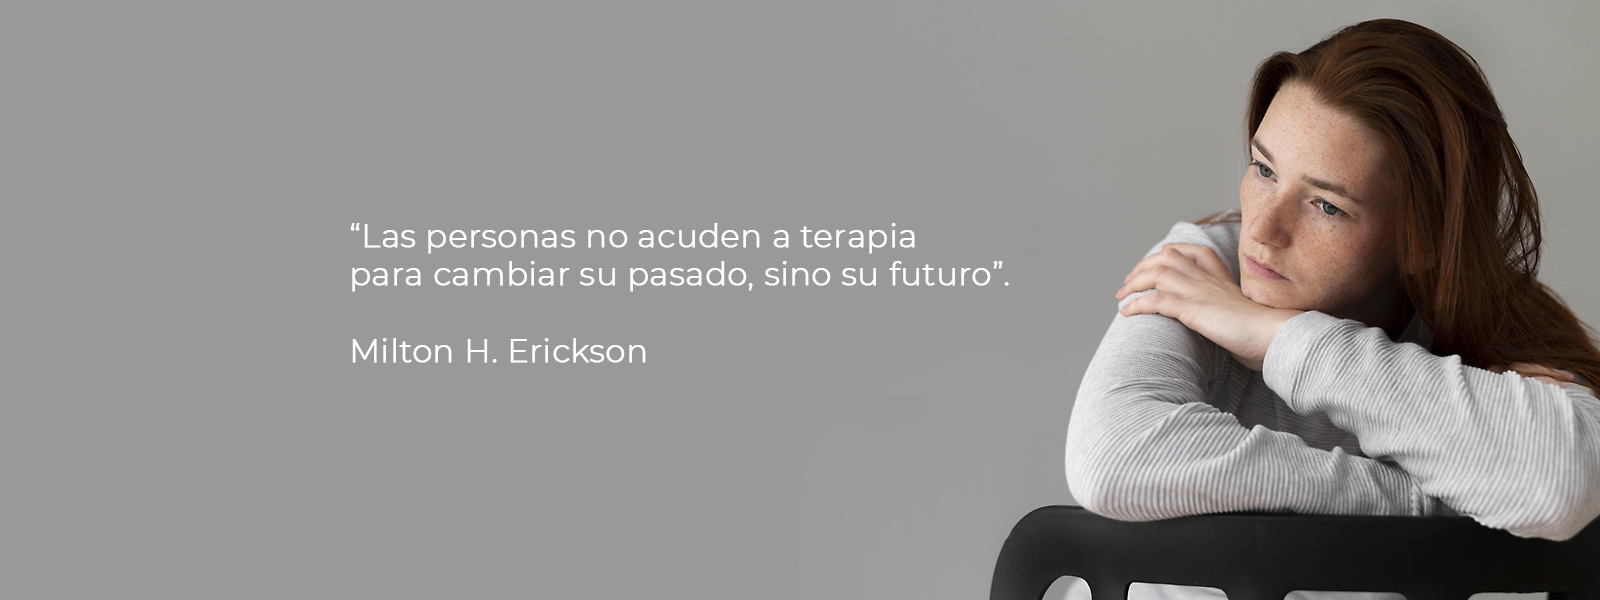 “Las personas no acuden a terapia
para cambiar su pasado, sino su futuro”.
Milton H. Erickson